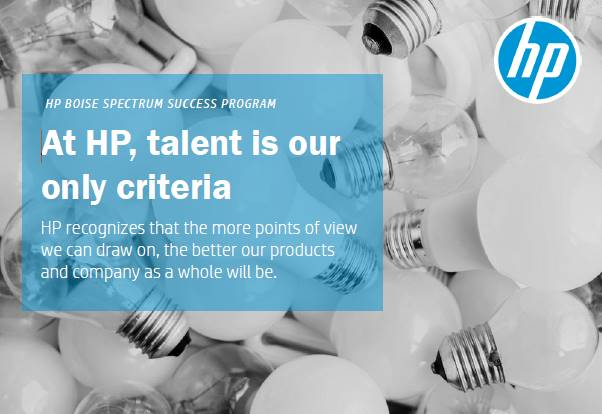 hp
HP BOISE SPECTRUM SUCCESS PROGRAM
At HP, talent is our
only criteria
HP recognizes that the more points of view
we can draw on, the better our products
and company as a whole will be.